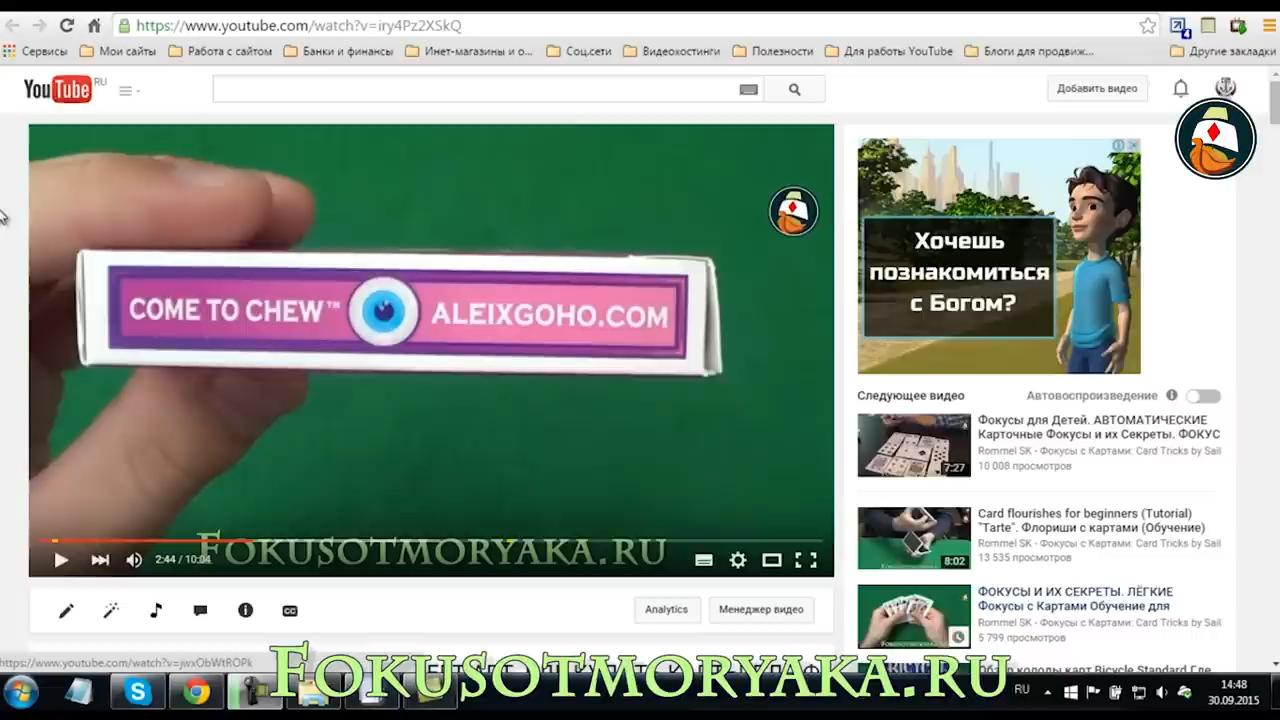 https://www.youtube.com/watch?v=iry4Pz2XSkQ
Сервисы
Мои сайты
Работа с сайтом
Банки и финансы
Инет-магазины и о...
Соц.сети
Видеохостинги
Полезности
Для работы YouTube
Блоги для продвиж...
Другие закладки
YouTube RU
Добавить видео
COME TO CHEW™ ALEIXGOHO.COM
FOKUSOTMORYAKA.RU
2:44 / 10:04
Analytics
Менеджер видео
Хочешь
познакомиться
с Богом?
Следующее видео
Автовоспроизведение
Фокусы для Детей. АВТОМАТИЧЕСКИЕ
Карточные Фокусы и их Секреты. ФОКУС
Rommel SK - Фокусы с Картами: Card Tricks by Sail
10 008 просмотров
7:27
Card flourishes for beginners (Tutorial)
"Tarte". Флориши с картами (Обучение)
Rommel SK - Фокусы с Картами: Card Tricks by Sail
13 535 просмотров
8:02
ФОКУСЫ И ИХ СЕКРЕТЫ. ЛЁГКИЕ
Фокусы с Картами Обучение для
Rommel SK - Фокусы с Картами: Card Tricks by Sail
5 799 просмотров
колоды карт Bicycle Standard
https://www.youtube.com/watch?v=jwxObWtROPk
FOKUSOTMORYAKA.RU
RU
14:48
30.09.2015